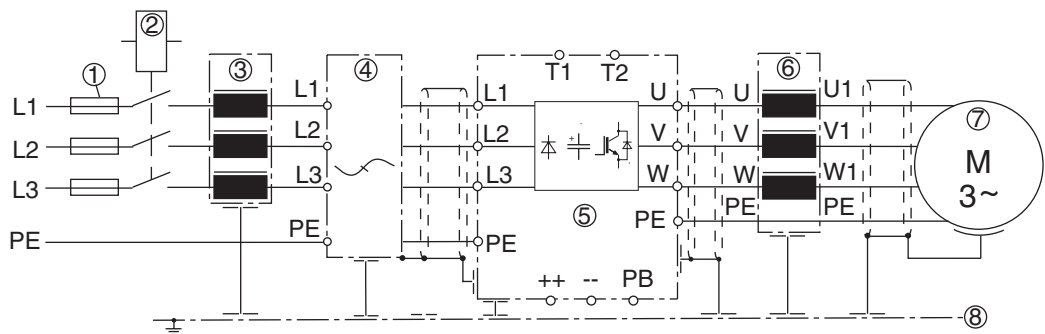 ②
① ③ ④ T1 T2 ⑥
L1 L1 L1 U U U1 ⑦
L2 L2 L2 V V V1 M
L3 L3 L3 W W W1 3~
⑤
PE PE PE PE PE PE
++ -- PB
⑧